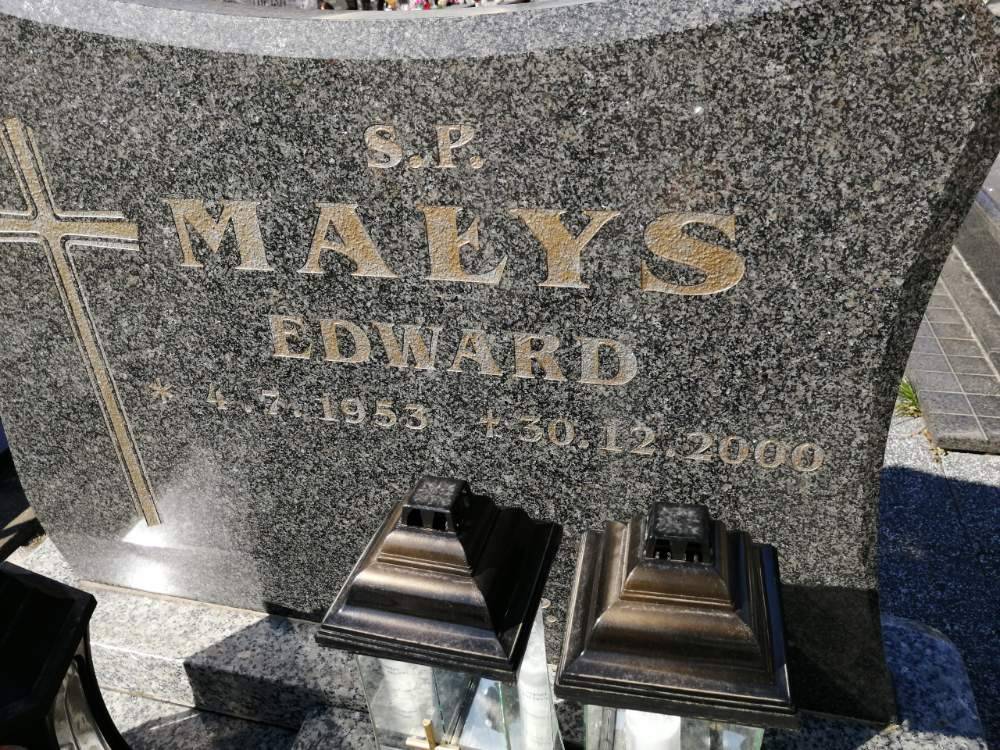 S.P.
MAŁYS
EDWARD
* 4.7.1953 +30.12.2000